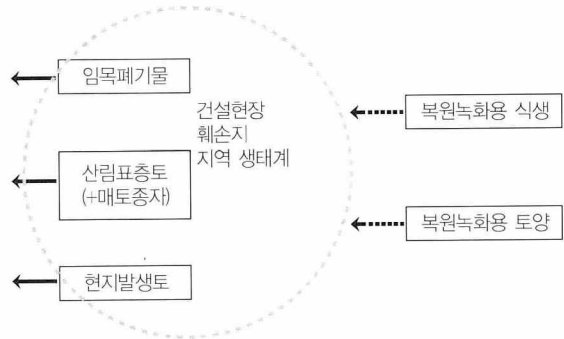 임목폐기물
건설현장
훼손지
지역 생태계
복원녹화용 식생
산림표층토
(+매토종자)
복원녹화용 토양
현지발생토